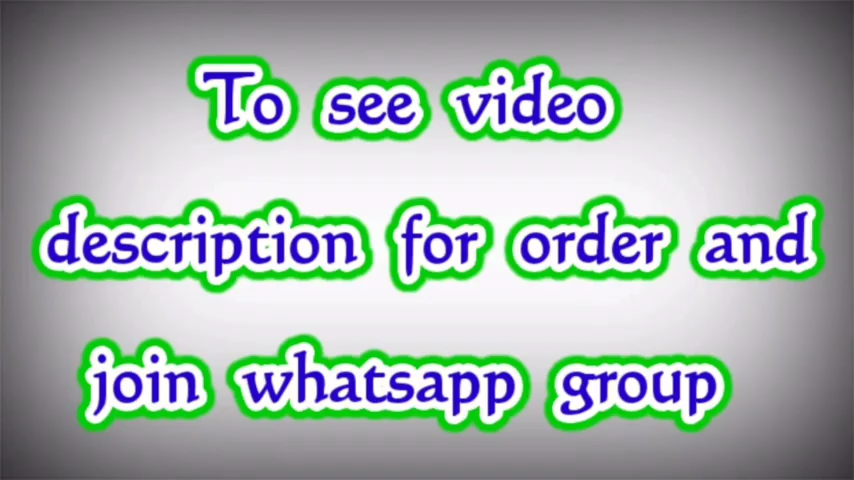 To see video
description for order and
join whatsapp group